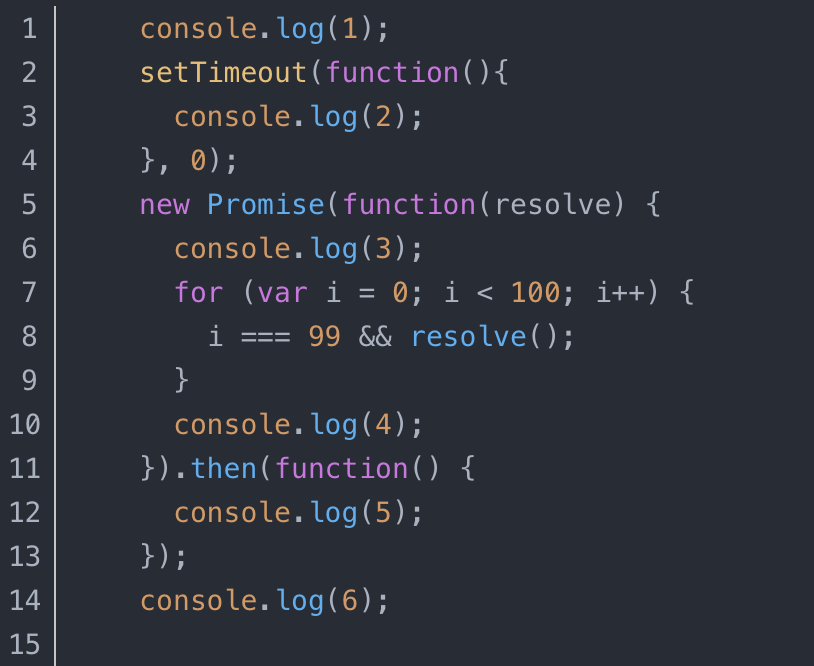 1 console.log(1);
2 setTimeout(function(){
3 console.log(2);
4 }, 0);
5 new Promise(function(resolve) {
6 console.log(3);
7 for (var i = 0; i < 100; i++) {
8 i === 99 && resolve();
9 }
10 console.log(4);
11 }).then(function() {
12 console.log(5);
13 });
14 console.log(6);
15